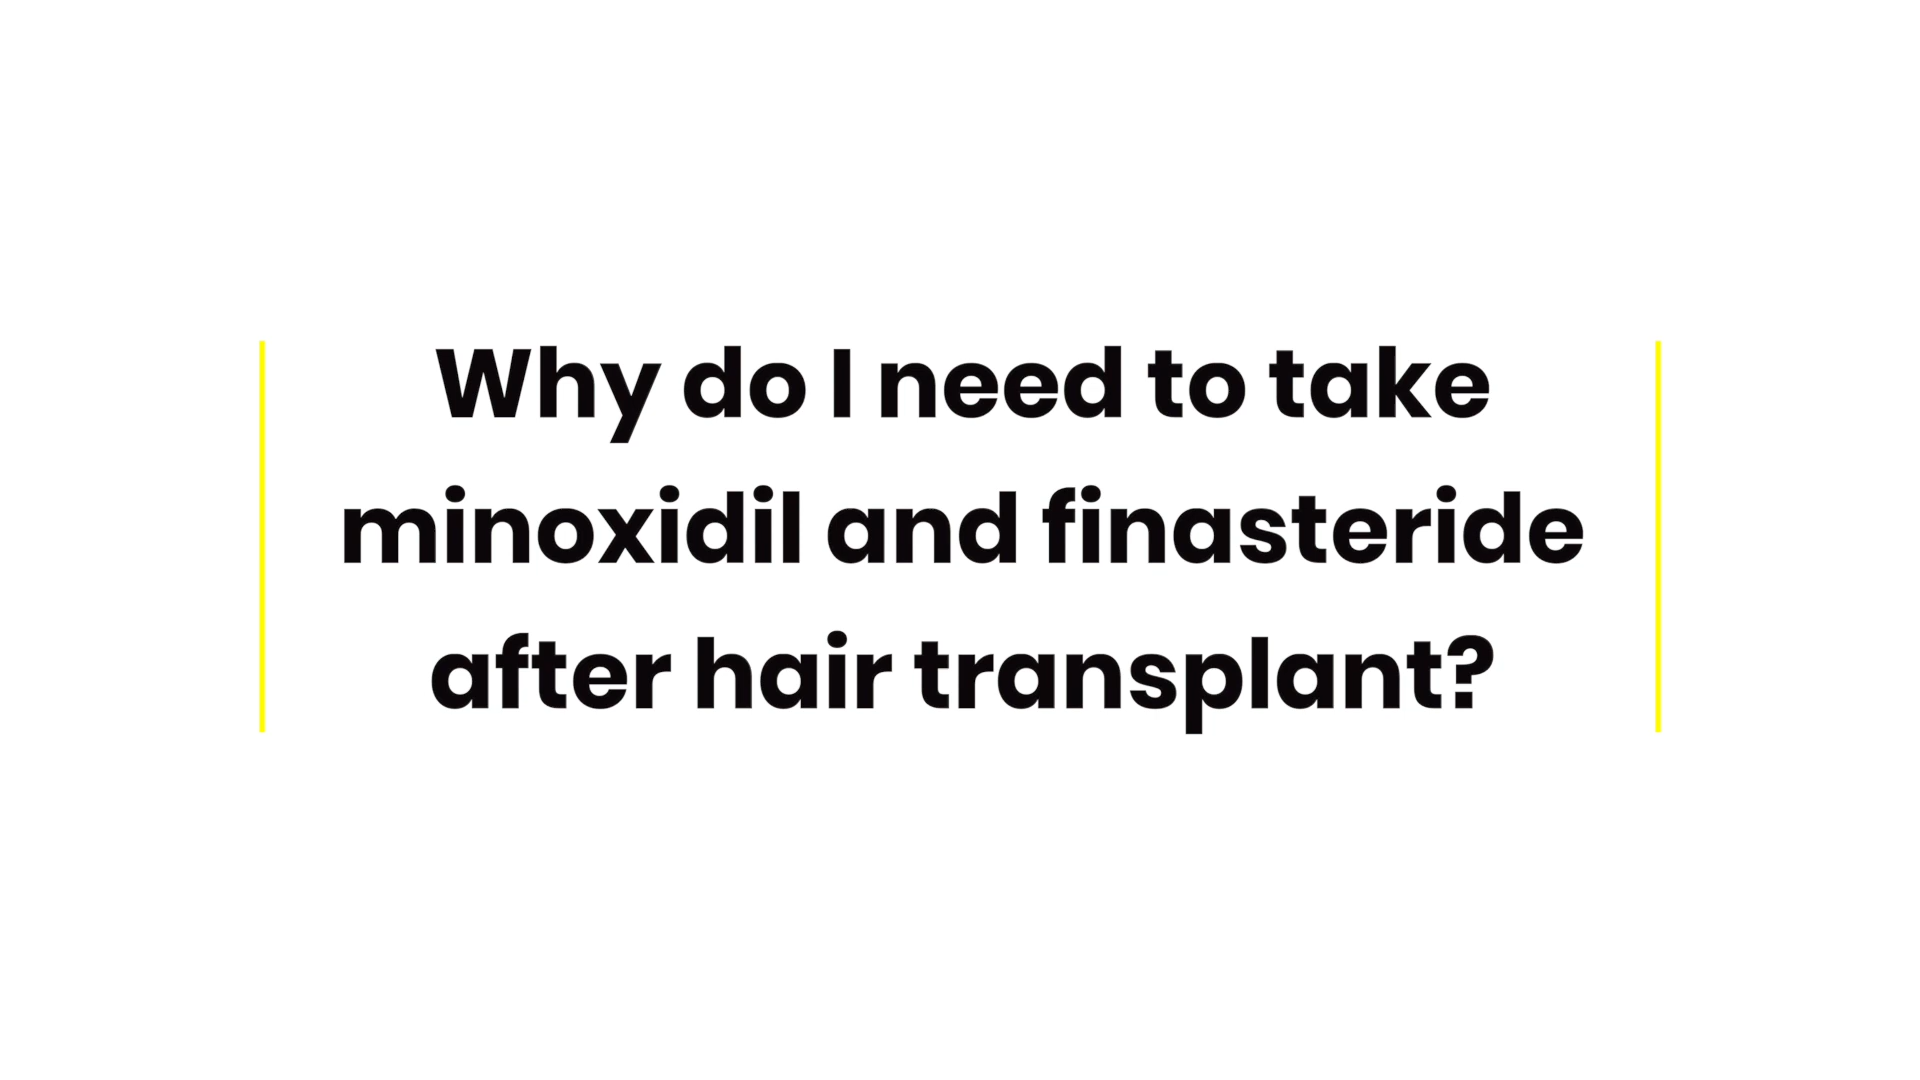 Why do I need to take
minoxidil and finasteride
after hair transplant?